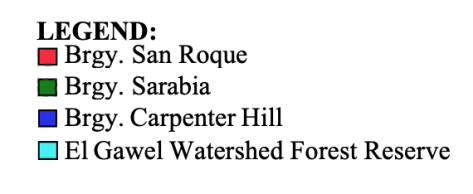 LEGEND:
Brgy. San Roque
Brgy. Sarabia
Brgy. Carpenter Hill
El Gawel Watershed Forest Reserve